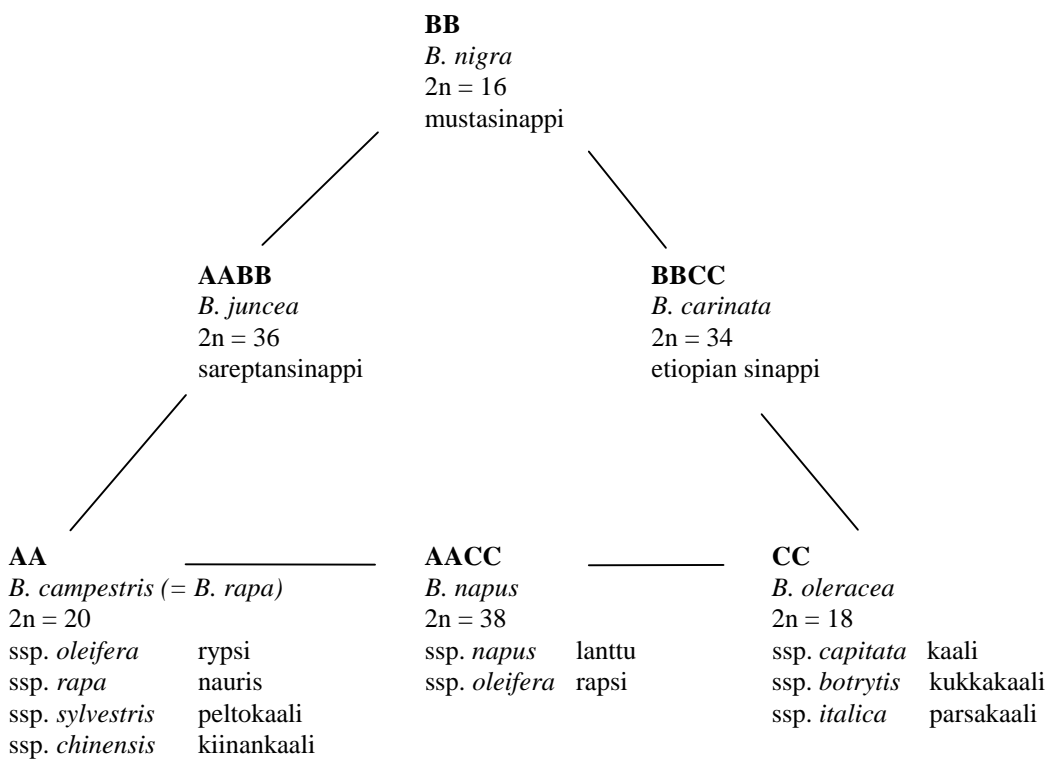 BB
B. nigra
2n = 16
mustasinappi
AABB
B. juncea
2n = 36
sareptansinappi
BBCC
B. carinata
2n = 34
etiopian sinappi
AA
B. campestris (= B. rapa)
2n = 20
ssp. oleifera rypsi
ssp. rapa nauris
ssp. sylvestris peltokaali
ssp. chinensis kiinankaali
AACC
B. napus
2n = 38
ssp. napus lanttu
ssp. oleifera rapsi
CC
B. oleracea
2n = 18
ssp. capitata kaali
ssp. botrytis kukkakaali
ssp. italica parsakaali